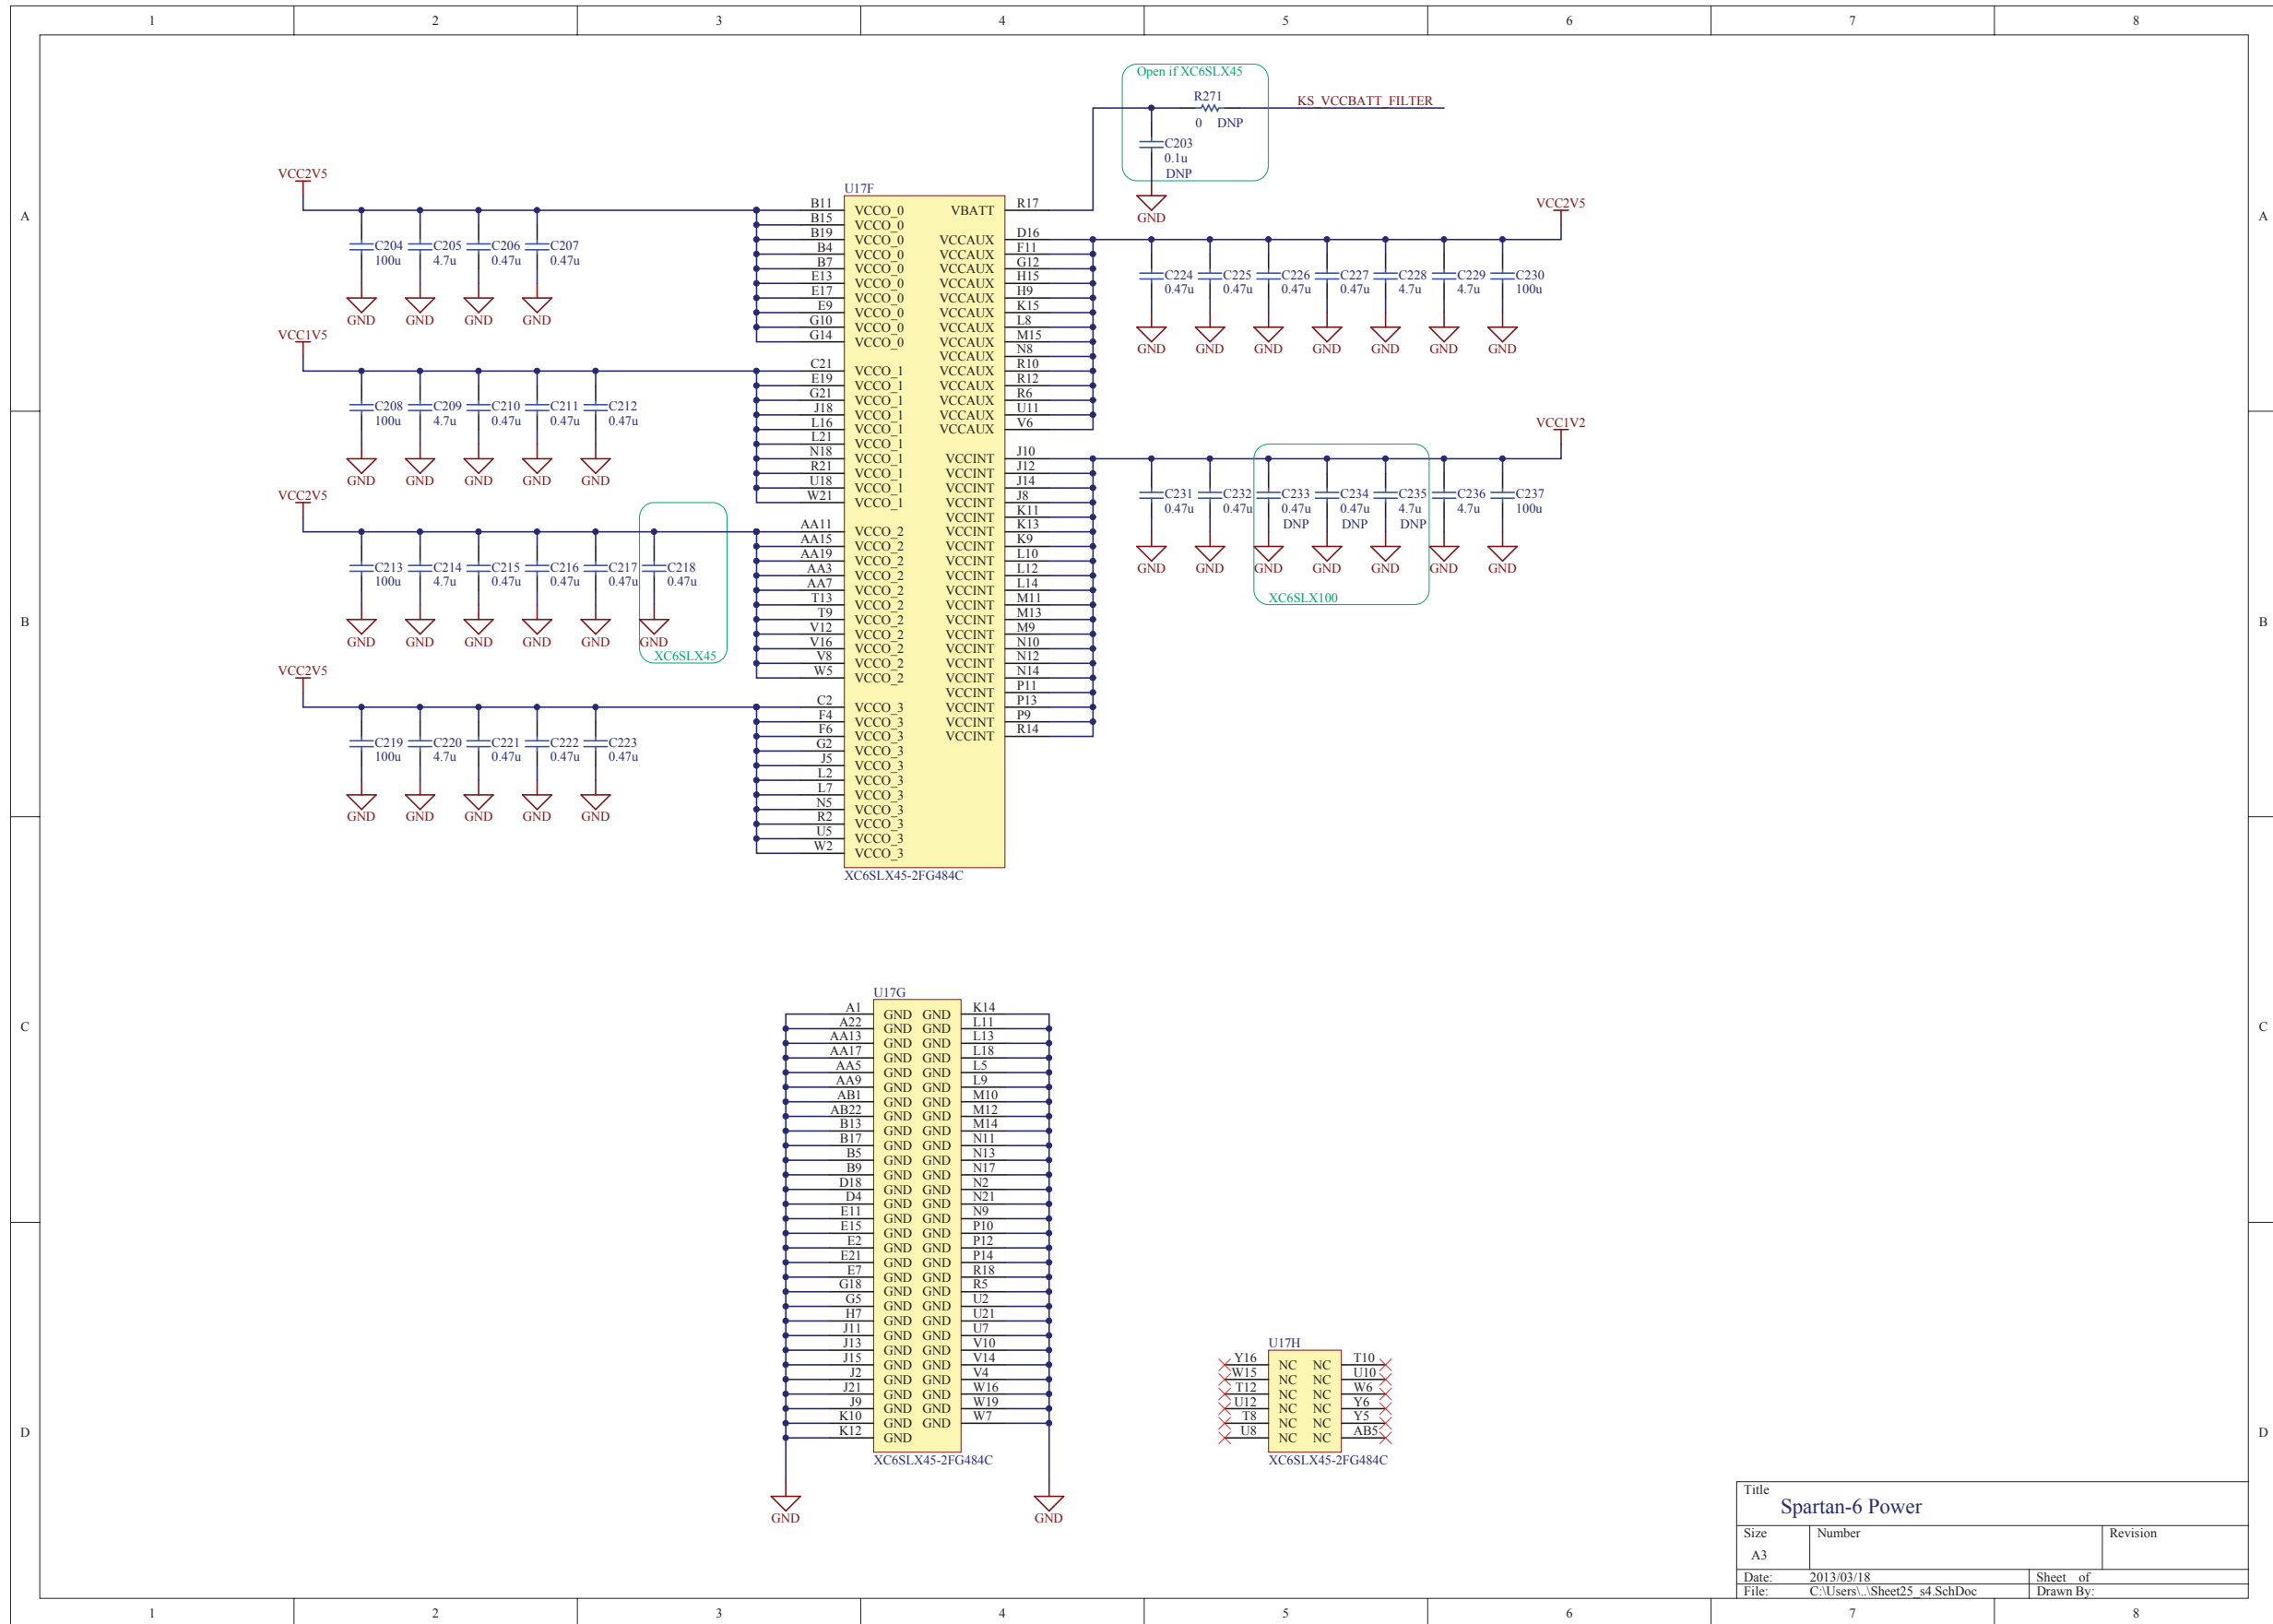 1 2 3 4 5 6 7 8
Open if XC6SLX45
R271
KS_VCCBATT_FILTER
0 DNP
C203
0.1u
DNP
GND
VCC2V5
C204 C205 C206 C207
100u 4.7u 0.47u 0.47u
GND GND GND GND
VCC1V5
C208 C209 C210 C211 C212
100u 4.7u 0.47u 0.47u 0.47u
GND GND GND GND GND
VCC2V5
C213 C214 C215 C216 C217 C218
100u 4.7u 0.47u 0.47u 0.47u 0.47u
GND GND GND GND GND GND
XC6SLX45
VCC2V5
C219 C220 C221 C222 C223
100u 4.7u 0.47u 0.47u 0.47u
GND GND GND GND GND
U17F
B11 VCCO_0
B15 VCCO_0
B19 VCCO_0
B4 VCCO_0
B7 VCCO_0
E13 VCCO_0
E17 VCCO_0
E9 VCCO_0
G10 VCCO_0
G14 VCCO_0
C21 VCCO_1
E19 VCCO_1
G21 VCCO_1
J18 VCCO_1
L16 VCCO_1
L21 VCCO_1
N18 VCCO_1
R21 VCCO_1
U18 VCCO_1
W21 VCCO_1
AA11 VCCO_2
AA15 VCCO_2
AA19 VCCO_2
AA3 VCCO_2
AA7 VCCO_2
T13 VCCO_2
T9 VCCO_2
V12 VCCO_2
V16 VCCO_2
V8 VCCO_2
W5 VCCO_2
C2 VCCO_3
F4 VCCO_3
F6 VCCO_3
G2 VCCO_3
J5 VCCO_3
L2 VCCO_3
L7 VCCO_3
N5 VCCO_3
R2 VCCO_3
U5 VCCO_3
W2 VCCO_3
VBATT R17
VCCAUX D16
VCCAUX F11
VCCAUX G12
VCCAUX H15
VCCAUX H9
VCCAUX K15
VCCAUX L8
VCCAUX M15
VCCAUX N8
VCCAUX R10
VCCAUX R12
VCCAUX R6
VCCAUX U11
VCCAUX V6
VCCINT J10
VCCINT J12
VCCINT J14
VCCINT J8
VCCINT K11
VCCINT K13
VCCINT K9
VCCINT L10
VCCINT L12
VCCINT L14
VCCINT M11
VCCINT M13
VCCINT M9
VCCINT N10
VCCINT N12
VCCINT N14
VCCINT P11
VCCINT P13
VCCINT P9
VCCINT R14
XC6SLX45-2FG484C
VCC2V5
C224 C225 C226 C227 C228 C229 C230
0.47u 0.47u 0.47u 0.47u 4.7u 4.7u 100u
GND GND GND GND GND GND GND
VCC1V2
C231 C232 C233 C234 C235 C236 C237
0.47u 0.47u 0.47u 0.47u 4.7u 4.7u 100u
DNP DNP DNP
GND GND GND GND GND GND GND
XC6SLX100
U17G
A1 GND GND K14
A22 GND GND L11
AA13 GND GND L13
AA17 GND GND L18
AA5 GND GND L5
AA9 GND GND L9
AB1 GND GND M10
AB22 GND GND M12
B13 GND GND M14
B17 GND GND N11
B5 GND GND N13
B9 GND GND N17
D18 GND GND N2
D4 GND GND N21
E11 GND GND N9
E15 GND GND P10
E2 GND GND P12
E21 GND GND P14
E7 GND GND R18
G18 GND GND R5
G5 GND GND U2
H7 GND GND U21
J11 GND GND U7
J13 GND GND V10
J15 GND GND V14
J2 GND GND V4
J21 GND GND W16
J9 GND GND W19
K10 GND GND W7
K12 GND
XC6SLX45-2FG484C
GND GND
U17H
Y16 NC NC T10
W15 NC NC U10
T12 NC NC W6
U12 NC NC Y6
T8 NC NC Y5
U8 NC NC AB5
XC6SLX45-2FG484C
A A
B B
C C
D D
Title
Spartan-6 Power
Size Number Revision
A3
Date: 2013/03/18 Sheet of
File: C:\Users\..\Sheet25_s4.SchDoc Drawn By:
1 2 3 4 5 6 7 8